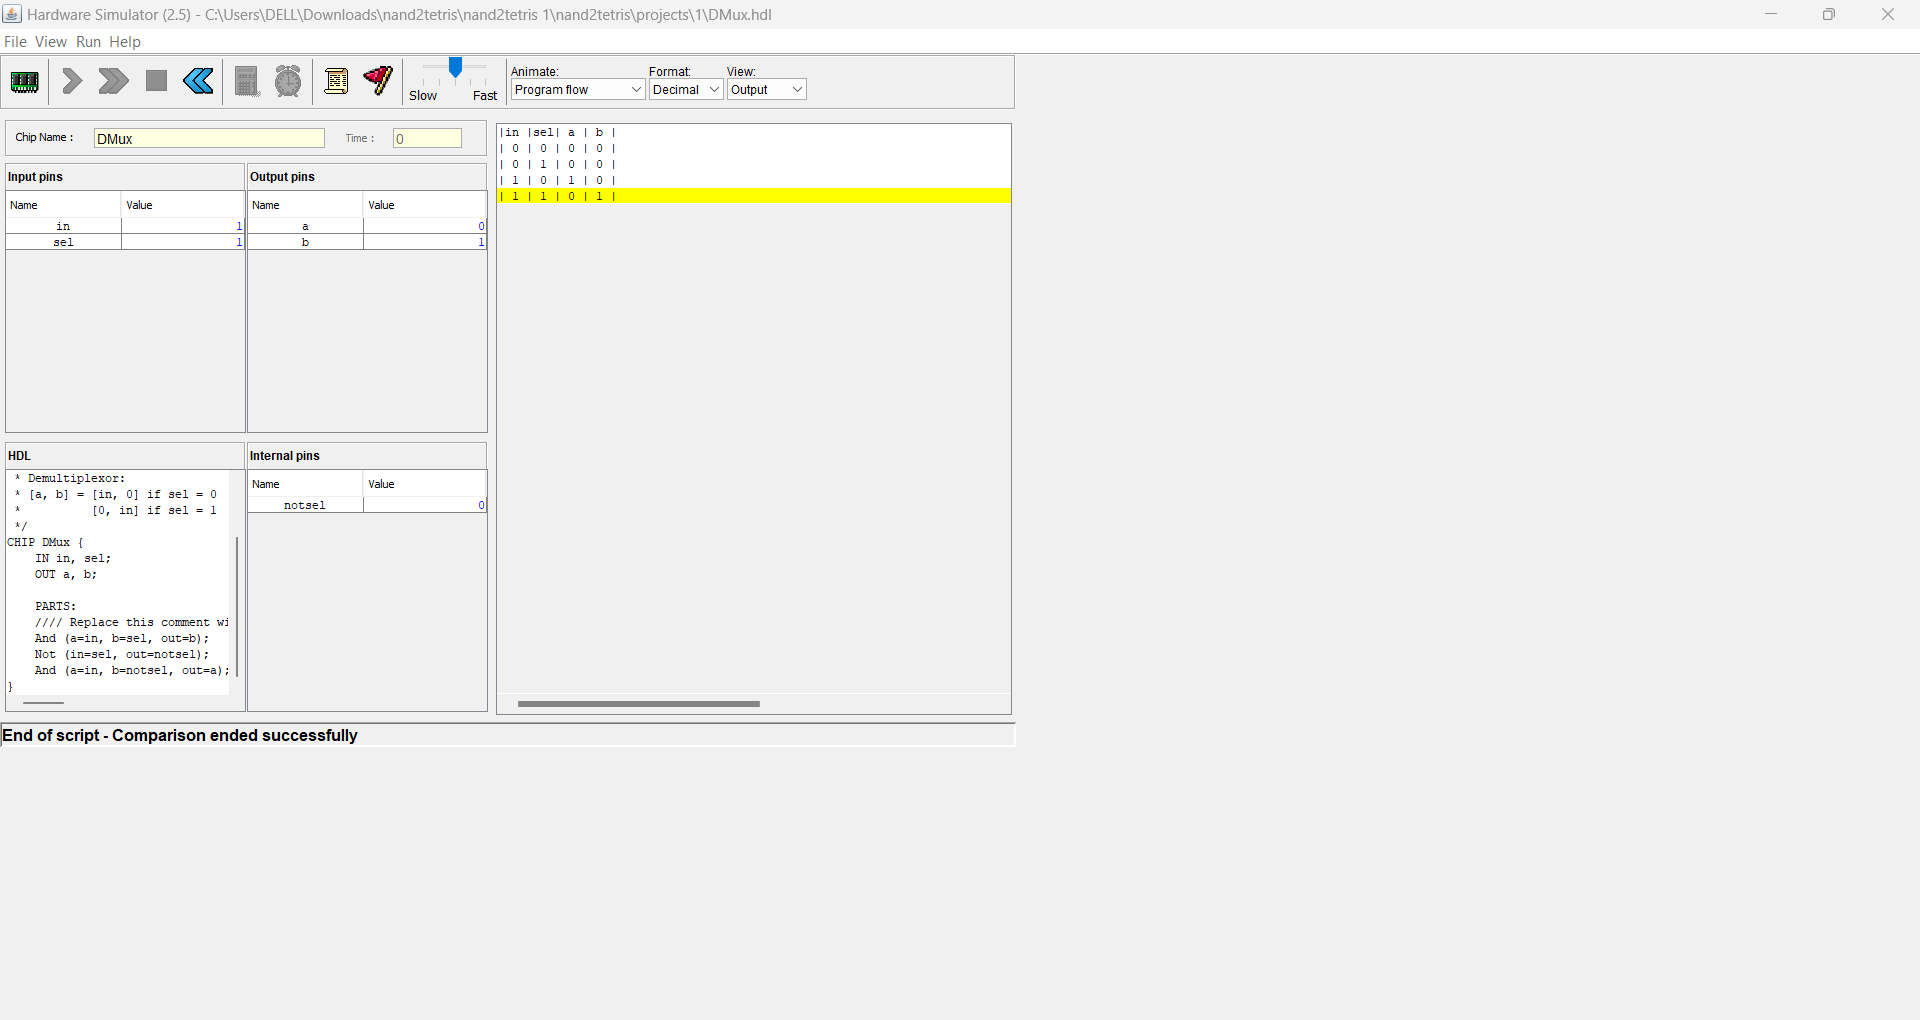 Hardware Simulator (2.5) - C:\Users\DELL\Downloads\nand2tetris\nand2tetris 1\nand2tetris\projects\1\DMux.hdl
File View Run Help
Slow Fast
Animate: Format: View:
Program flow Decimal Output
Chip Name : DMux Time : 0
Input pins
Name Value
in 1
sel 1
Output pins
Name Value
a 0
b 1
|in |sel| a | b |
| 0 | 0 | 0 | 0 |
| 0 | 1 | 0 | 0 |
| 1 | 0 | 1 | 0 |
| 1 | 1 | 0 | 1 |
HDL
* Demultiplexor:
* [a, b] = [in, 0] if sel = 0
* [0, in] if sel = 1
*/
CHIP DMux {
IN in, sel;
OUT a, b;
PARTS:
//// Replace this comment wi
And (a=in, b=sel, out=b);
Not (in=sel, out=notsel);
And (a=in, b=notsel, out=a);
}
Internal pins
Name Value
notsel 0
End of script - Comparison ended successfully